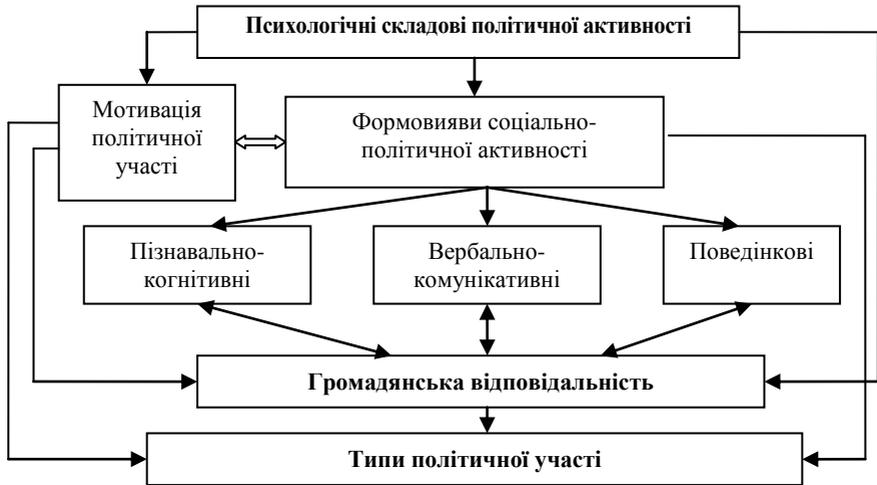 Психологічні складові політичної активності
Мотивація
політичної
участі
Формовияви соціально-
політичної активності
Пізнавально-
когнітивні
Вербально-
комунікативні
Поведінкові
Громадянська відповідальність
Типи політичної участі